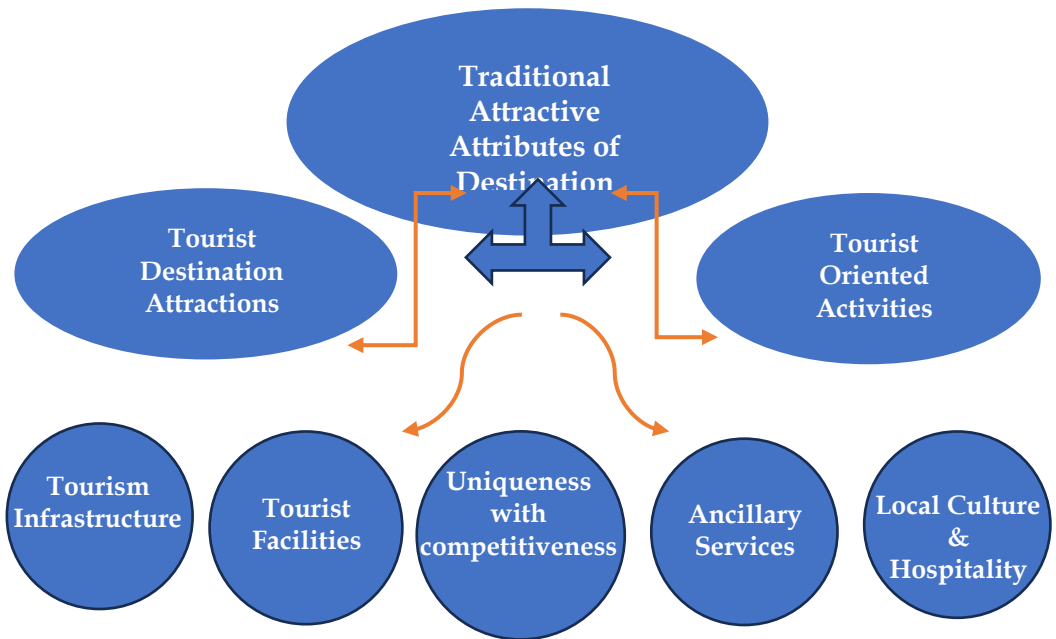 Traditional
Attractive
Attributes of
Destination
Tourist
Destination
Attractions
Tourist
Oriented
Activities
Tourism
Infrastructure
Tourist
Facilities
Uniqueness
with
competitiveness
Ancillary
Services
Local Culture
&
Hospitality